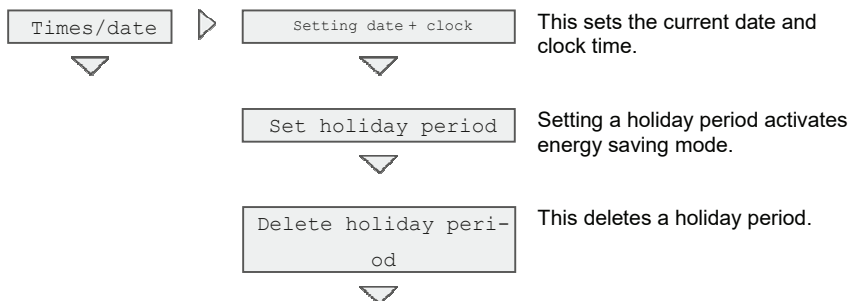 Times/date
Setting date + clock
This sets the current date and
clock time.
Set holiday period
Setting a holiday period activates
energy saving mode.
Delete holiday peri-
od
This deletes a holiday period.